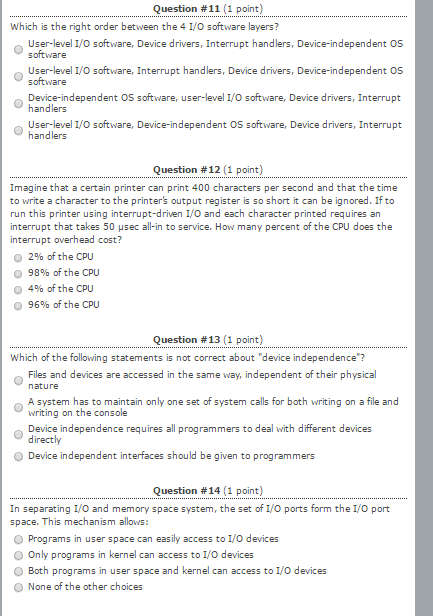 Question #11 (1 point)
Which is the right order between the 4 I/O software layers?
User-level I/O software, Device drivers, Interrupt handlers, Device-independent OS
software
User-level I/O software, Interrupt handlers, Device drivers, Device-independent OS
software
Device-independent OS software, user-level I/O software, Device drivers, Interrupt
handlers
User-level I/O software, Device-independent OS software, Device drivers, Interrupt
handlers
Question #12 (1 point)
Imagine that a certain printer can print 400 characters per second and that the time
to write a character to the printer's output register is so short it can be ignored. If to
run this printer using interrupt-driven I/O and each character printed requires an
interrupt that takes 50 µsec all-in to service. How many percent of the CPU does the
interrupt overhead cost?
2% of the CPU
98% of the CPU
4% of the CPU
96% of the CPU
Question #13 (1 point)
Which of the following statements is not correct about "device independence"?
Files and devices are accessed in the same way, independent of their physical
nature
A system has to maintain only one set of system calls for both writing on a file and
writing on the console
Device independence requires all programmers to deal with different devices
directly
Device independent interfaces should be given to programmers
Question #14 (1 point)
In separating I/O and memory space system, the set of I/O ports form the I/O port
space. This mechanism allows:
Programs in user space can easily access to I/O devices
Only programs in kernel can access to I/O devices
Both programs in user space and kernel can access to I/O devices
None of the other choices